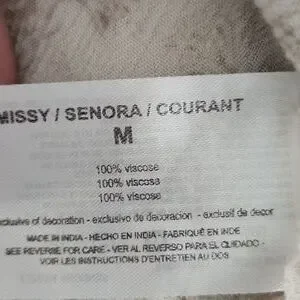 MISSY / SENORA / COURANT
M
100% viscose
100% viscosa
100% viscose
exclusive of decoration - exclusivo de decoracion - exclusif de decor
MADE IN INDIA - HECHO EN INDIA - FABRIQUÉ EN INDE
SEE REVERSE FOR CARE - VER AL REVERSO PARA EL CUIDADO -
VOIR LES INSTRUCTIONS D'ENTRETIEN AU DOS